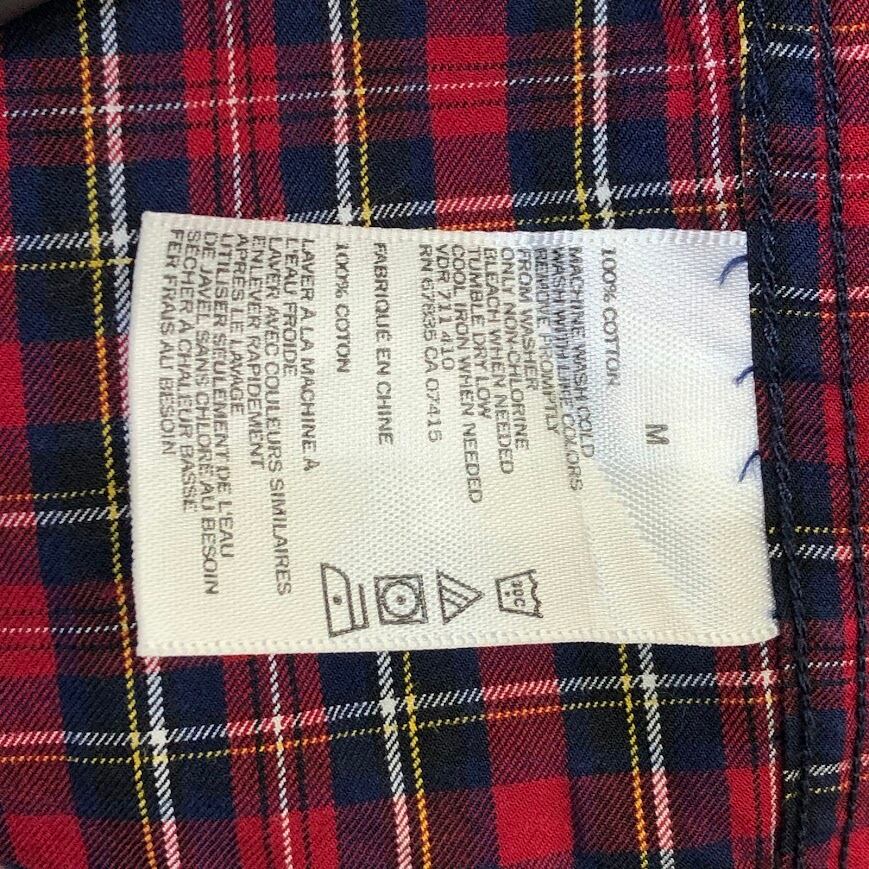 M
100% COTTON
MACHINE WASH COLD
WASH WITH LIKE COLORS
REMOVE PROMPTLY
FROM WASHER
ONLY NON-CHLORINE
BLEACH WHEN NEEDED
TUMBLE DRY LOW
COOL IRON WHEN NEEDED
VDR 711 410
RN 67835 CA 07415
FABRIQUÉ EN CHINE
100% COTON
LAVER À LA MACHINE À
L'EAU FROIDE
LAVER AVEC COULEURS SIMILAIRES
ENLEVER RAPIDEMENT
APRÈS LE LAVAGE
UTILISER SEULEMENT DE L'EAU
DE JAVEL SANS CHLORE AU BESOIN
SÉCHER À CHALEUR BASSE
FER FRAIS AU BESOIN
30C